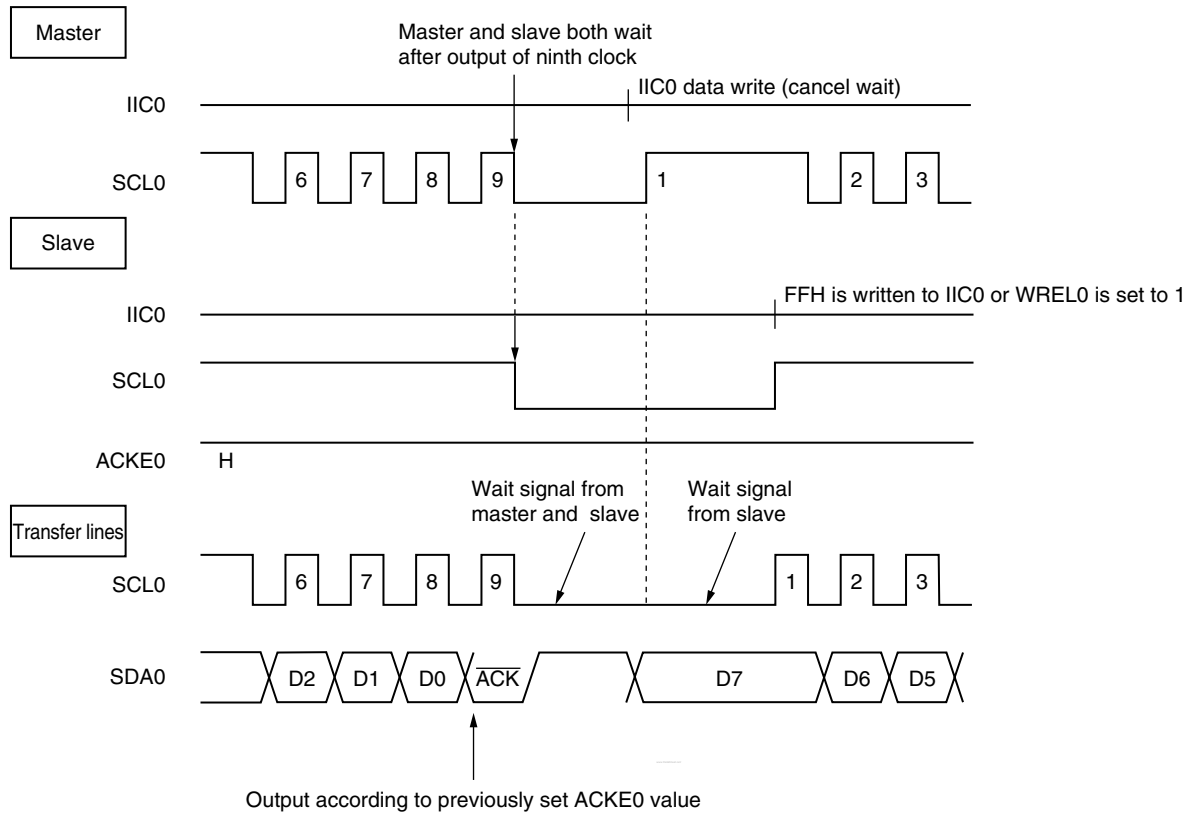 Master
Master and slave both wait
after output of ninth clock
IIC0 data write (cancel wait)
IIC0
SCL0
6 7 8 9 1 2 3
Slave
FFH is written to IIC0 or WREL0 is set to 1
IIC0
SCL0
ACKE0
H
Wait signal from
master and slave
Wait signal
from slave
Transfer lines
SCL0
6 7 8 9 1 2 3
SDA0
D2 D1 D0 ACK D7 D6 D5
Output according to previously set ACKE0 value